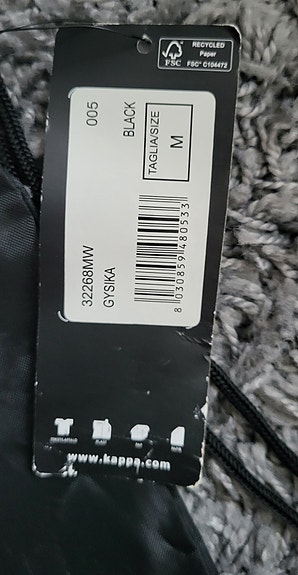 FSC
RECYCLED
Paper
FSC® C104472
005
BLACK
TAGLIA/SIZE
M
32268MW
GYSIKA
8 030859 480533
www.kappa.com